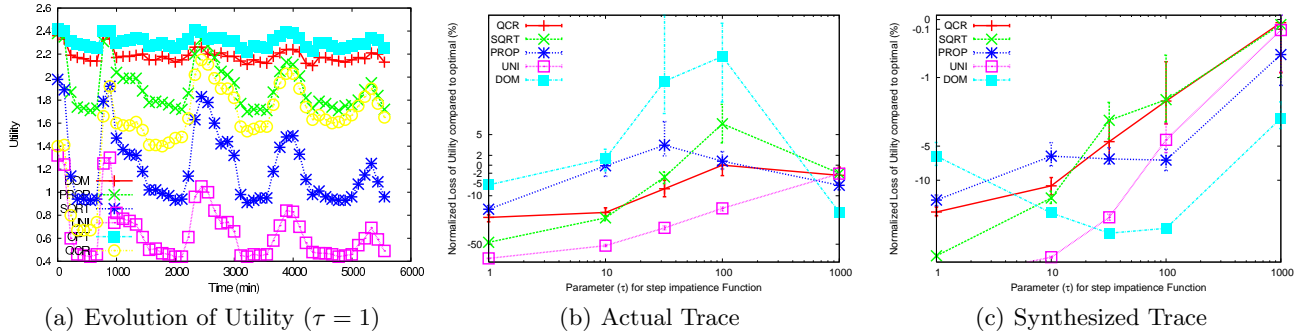 Utility
2.6
2.4
2.2
2
1.8
1.6
1.4
1.2
1
0.8
0.6
0.4
DOM
PROP
SQRT
UNI
OPT
QCR
0
1000
2000
3000
4000
5000
6000
Time (min)
(a) Evolution of Utility (τ = 1)
Normalized Loss of Utility compared to optimal (%)
QCR
SQRT
PROP
UNI
DOM
5
2
0
-2
-5
-10
-50
1
10
100
1000
Parameter (τ) for step impatience Function
(b) Actual Trace
Normalized Loss of Utility compared to optimal (%)
QCR
SQRT
PROP
UNI
DOM
0
-0.1
-1
-5
-10
1
10
100
1000
Parameter (τ) for step impatience Function
(c) Synthesized Trace